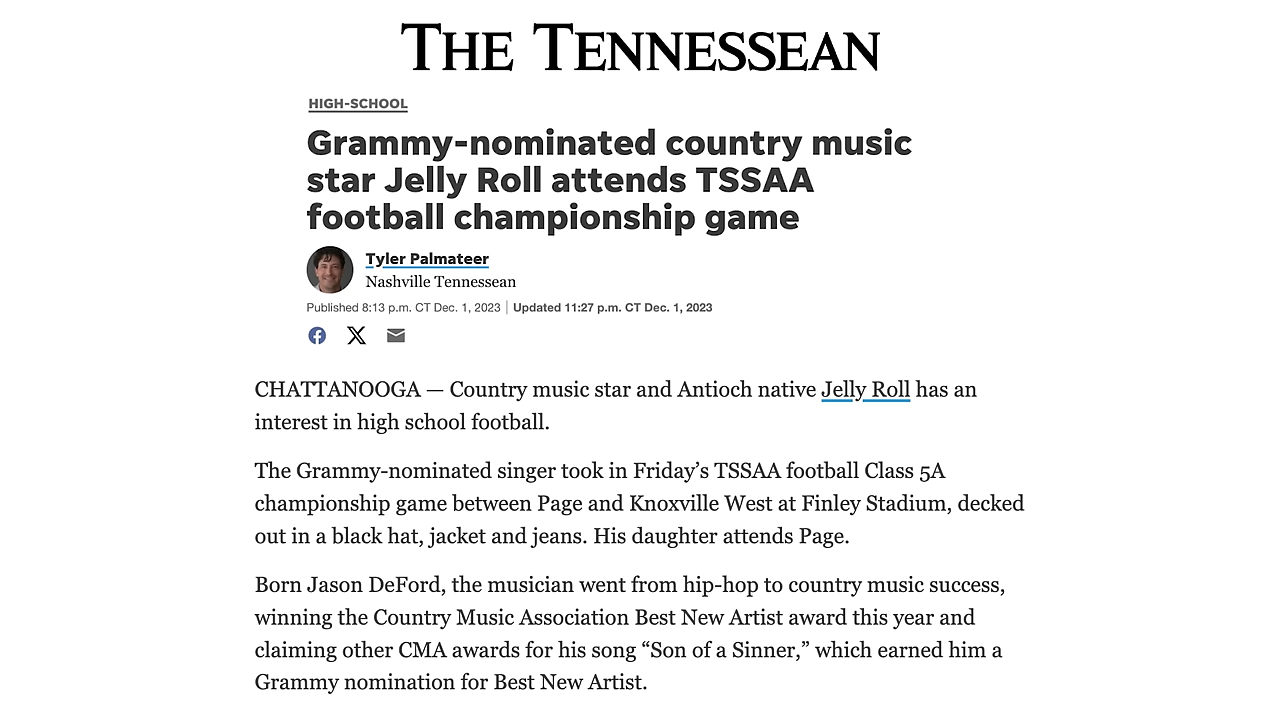 THE TENNESSEAN
HIGH-SCHOOL
Grammy-nominated country music
star Jelly Roll attends TSSAA
football championship game
Tyler Palmateer
Nashville Tennessean
Published 8:13 p.m. CT Dec. 1, 2023 | Updated 11:27 p.m. CT Dec. 1, 2023
CHATTANOOGA — Country music star and Antioch native Jelly Roll has an
interest in high school football.
The Grammy-nominated singer took in Friday’s TSSAA football Class 5A
championship game between Page and Knoxville West at Finley Stadium, decked
out in a black hat, jacket and jeans. His daughter attends Page.
Born Jason DeFord, the musician went from hip-hop to country music success,
winning the Country Music Association Best New Artist award this year and
claiming other CMA awards for his song “Son of a Sinner,” which earned him a
Grammy nomination for Best New Artist.